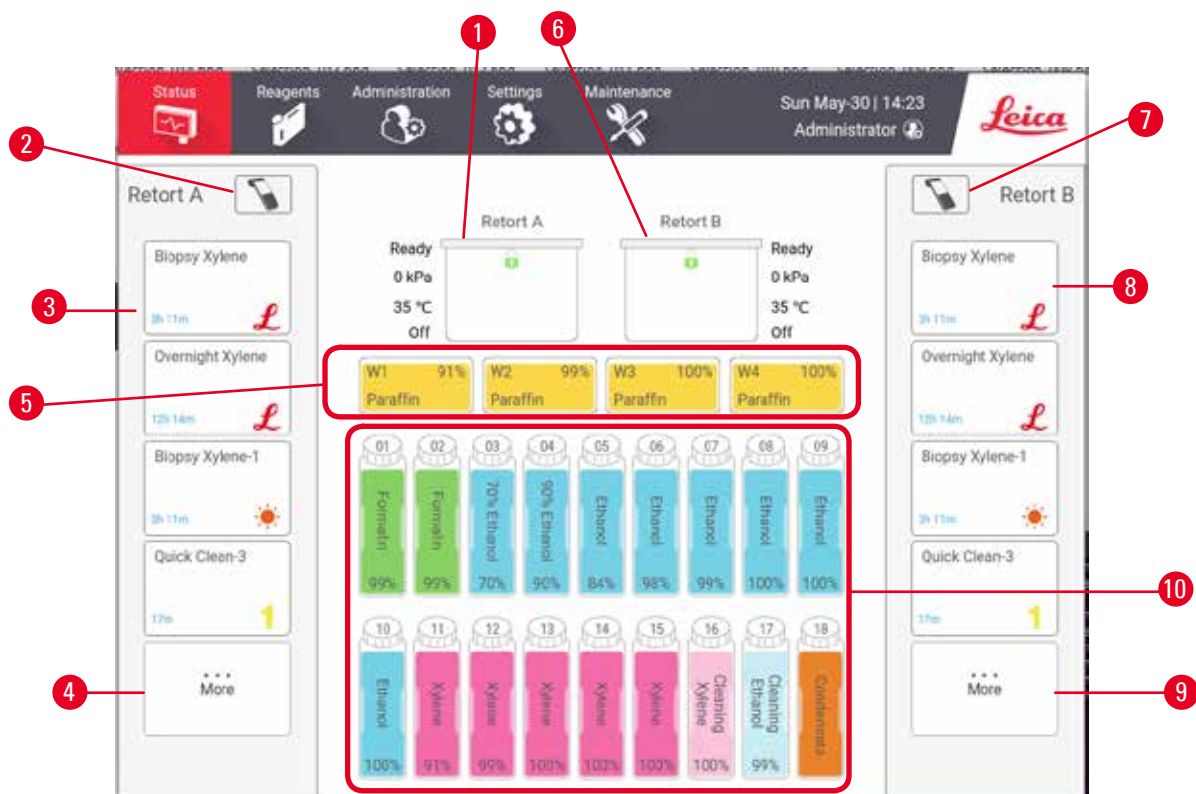 1
6
Status
Reagents
Administration
Settings
Maintenance
Sun May-30 | 14:23
Administrator
Leica
7
2
Retort A
Retort B
Retort A
Retort B
Biopsy Xylene
3h 11m
3
Overnight Xylene
12h 14m
Biopsy Xylene-1
3h 11m
Quick Clean-3
17m
1
...
More
4
Ready
0 kPa
35 °C
Off
Ready
0 kPa
35 °C
Off
5
W1 91%
Paraffin
W2 99%
Paraffin
W3 100%
Paraffin
W4 100%
Paraffin
01
Formalin
99%
02
Formalin
99%
03
70% Ethanol
70%
04
90% Ethanol
90%
05
Ethanol
84%
06
Ethanol
98%
07
Ethanol
99%
08
Ethanol
100%
09
Ethanol
100%
10
Ethanol
100%
11
Xylene
91%
12
Xylene
99%
13
Xylene
100%
14
Xylene
100%
15
Xylene
100%
16
Cleaning
Xylene
100%
17
Cleaning
Ethanol
99%
18
Condensate
Biopsy Xylene
3h 11m
8
Overnight Xylene
12h 14m
Biopsy Xylene-1
3h 11m
Quick Clean-3
17m
1
10
...
More
9